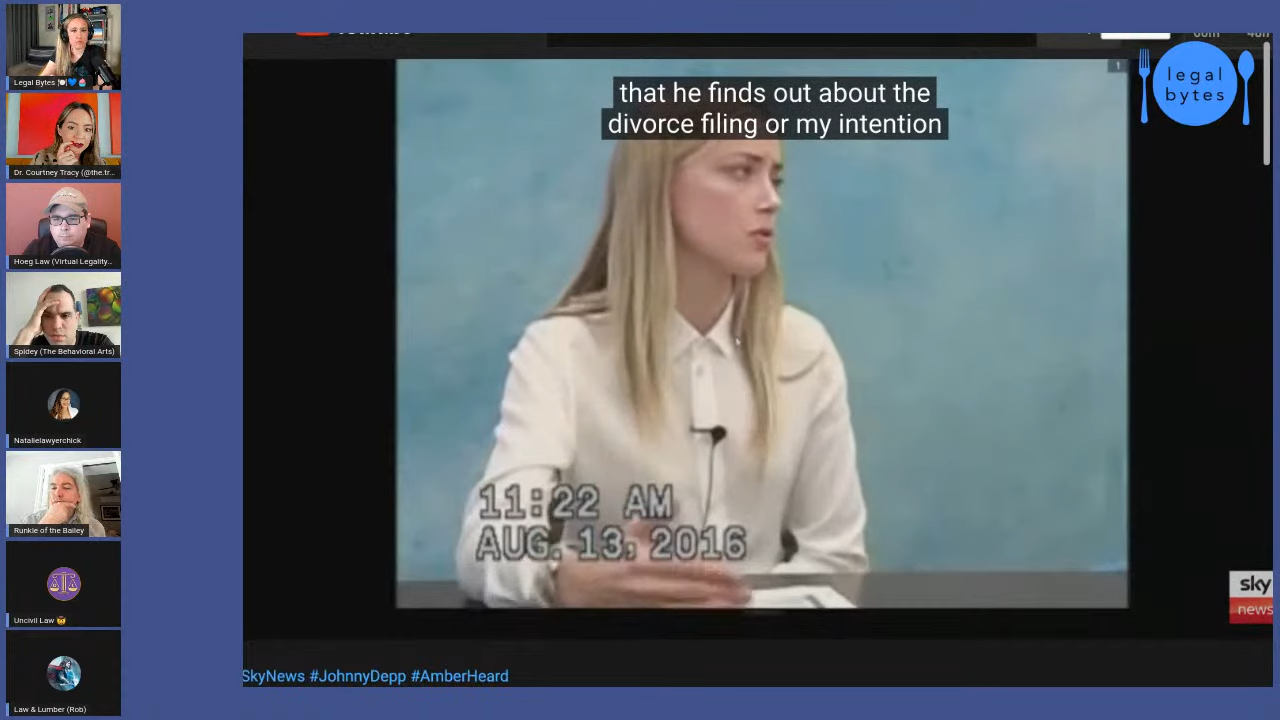 Legal Bytes
Dr. Courtney Tracy (@the.tr...
Hoeg Law (Virtual Legality...
Spidey (The Behavioral Arts)
Natalielawyerchick
Runkle of the Bailey
Uncivil Law
Law & Lumber (Rob)
that he finds out about the
divorce filing or my intention
1
legal
bytes
11:22 AM
AUG. 13, 2016
sky
news
SkyNews #JohnnyDepp #AmberHeard